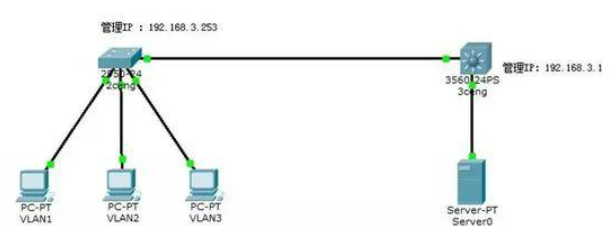 管理IP : 192.168.3.253
2950-24
2ceng
3560-24PS
3ceng
管理IP: 192.168.3.1
PC-PT
VLAN1
PC-PT
VLAN2
PC-PT
VLAN3
Server-PT
Server0